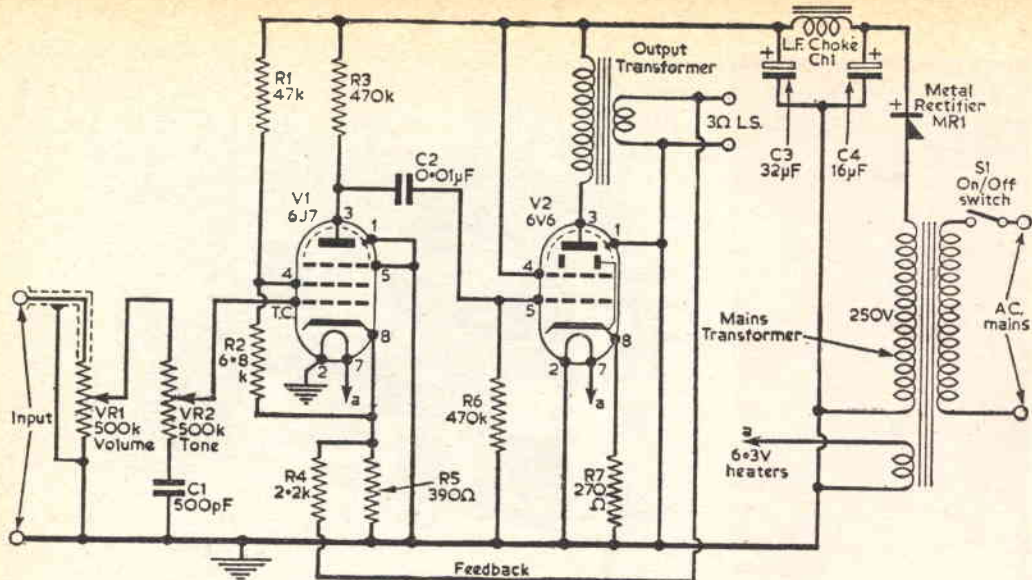 R1
47k
R3
470k
Output
Transformer
L.F. Choke
Ch1
+
+
Metal
Rectifier
MR1
+
3Ω L.S.
C3
32µF
C4
16µF
S1
On/Off
switch
C2
0·01µF
V1
6J7
3
1
4
5
T.C.
8
2
7
a
V2
6V6
3
1
4
5
8
2
7
a
250V
Mains
Transformer
A.C.
mains
R2
6·8
k
Input
VR1
500k
Volume
VR2
500k
Tone
C1
500pF
R4
2·2k
R5
390Ω
R6
470k
R7
270
Ω
a
6·3V
heaters
Feedback